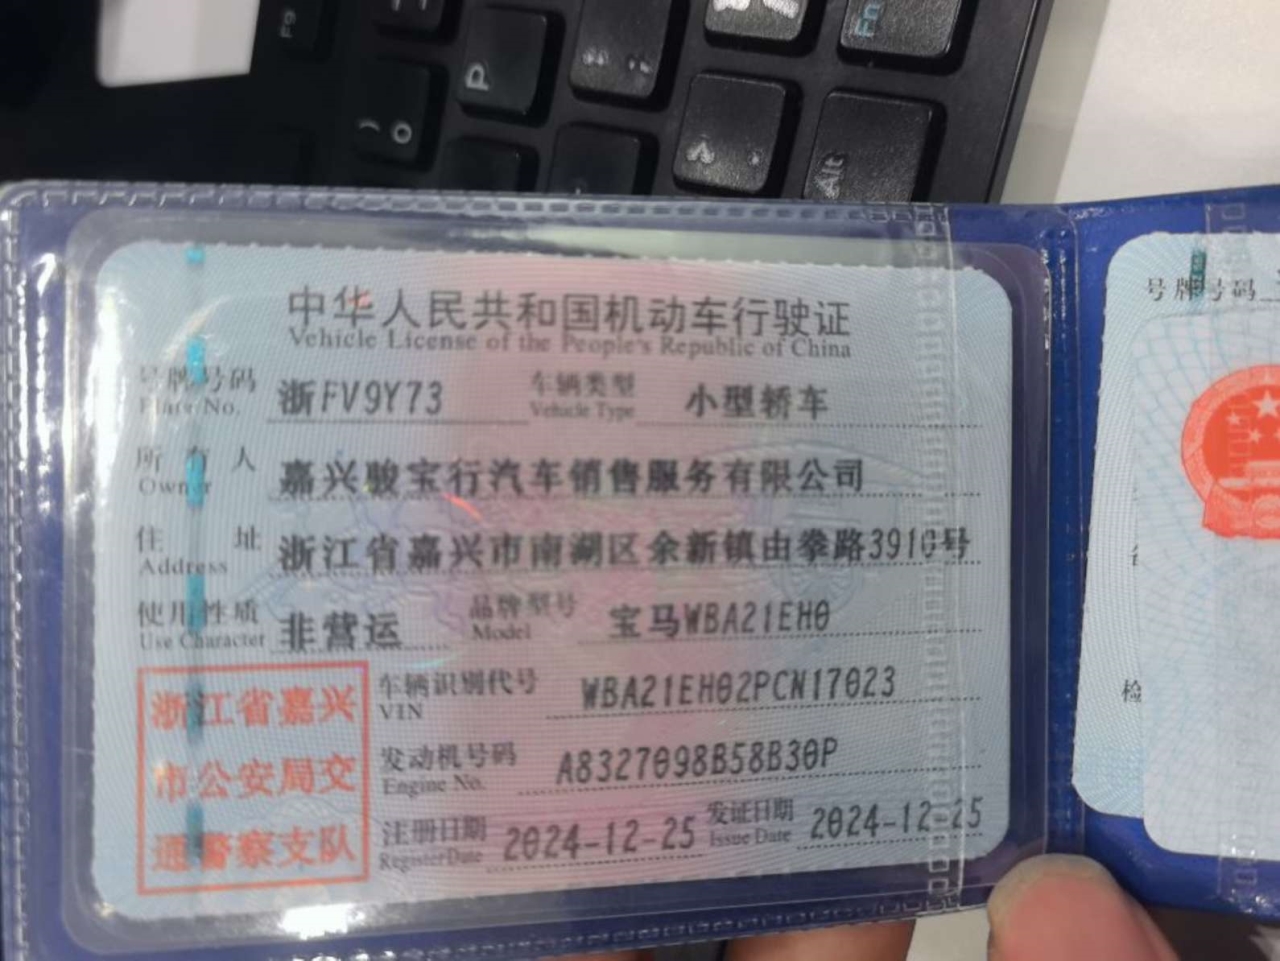 P
O
Alt
Fn
中华人民共和国机动车行驶证
Vehicle License of the People's Republic of China
号牌号码 浙FV9Y73 车辆类型 小型轿车
Plate No. Vehicle Type
所有人 嘉兴骏宝行汽车销售服务有限公司
Owner
住址 浙江省嘉兴市南湖区余新镇由拳路3910号
Address
使用性质 非营运 品牌型号 宝马WBA21EH0
Use Character Model
浙江省嘉兴
市公安局交
通警察支队
车辆识别代号 WBA21EH02PCN17023
VIN
发动机号码 A8327098B58B30P
Engine No.
注册日期 2024-12-25 发证日期 2024-12-25
Register Date Issue Date
号牌号码
检